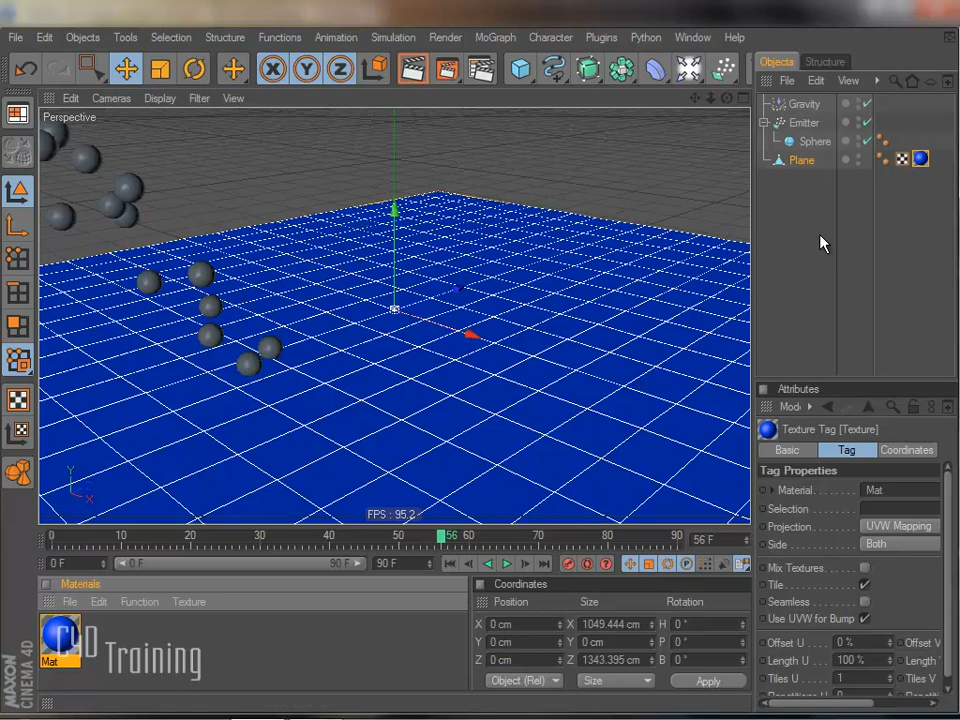 File Edit Objects Tools Selection Structure Functions Animation Simulation Render MoGraph Character Plugins Python Window Help
X Y Z
Objects Structure
File Edit View
Edit Cameras Display Filter View
Perspective
Gravity
Emitter
Sphere
Plane
Y
X
FPS : 95.2
Attributes
Texture Tag [Texture]
Basic Tag Coordinates
Tag Properties
Material Mat
Selection
Projection UVW Mapping
Side Both
Mix Textures
Tile
Seamless
Use UVW for Bump
Offset U 0 % Offset V
Length U 100 % Length
Tiles U 1 Tiles V
0 10 20 30 40 50 56 60 70 80 90 56 F
0 F 0 F 90 F 90 F
Materials
File Edit Function Texture
Mat
C4D Training
MAXON CINEMA 4D
Coordinates
Position Size Rotation
X 0 cm X 1049.444 cm H 0 °
Y 0 cm Y 0 cm P 0 °
Z 0 cm Z 1343.395 cm B 0 °
Object (Rel) Size Apply